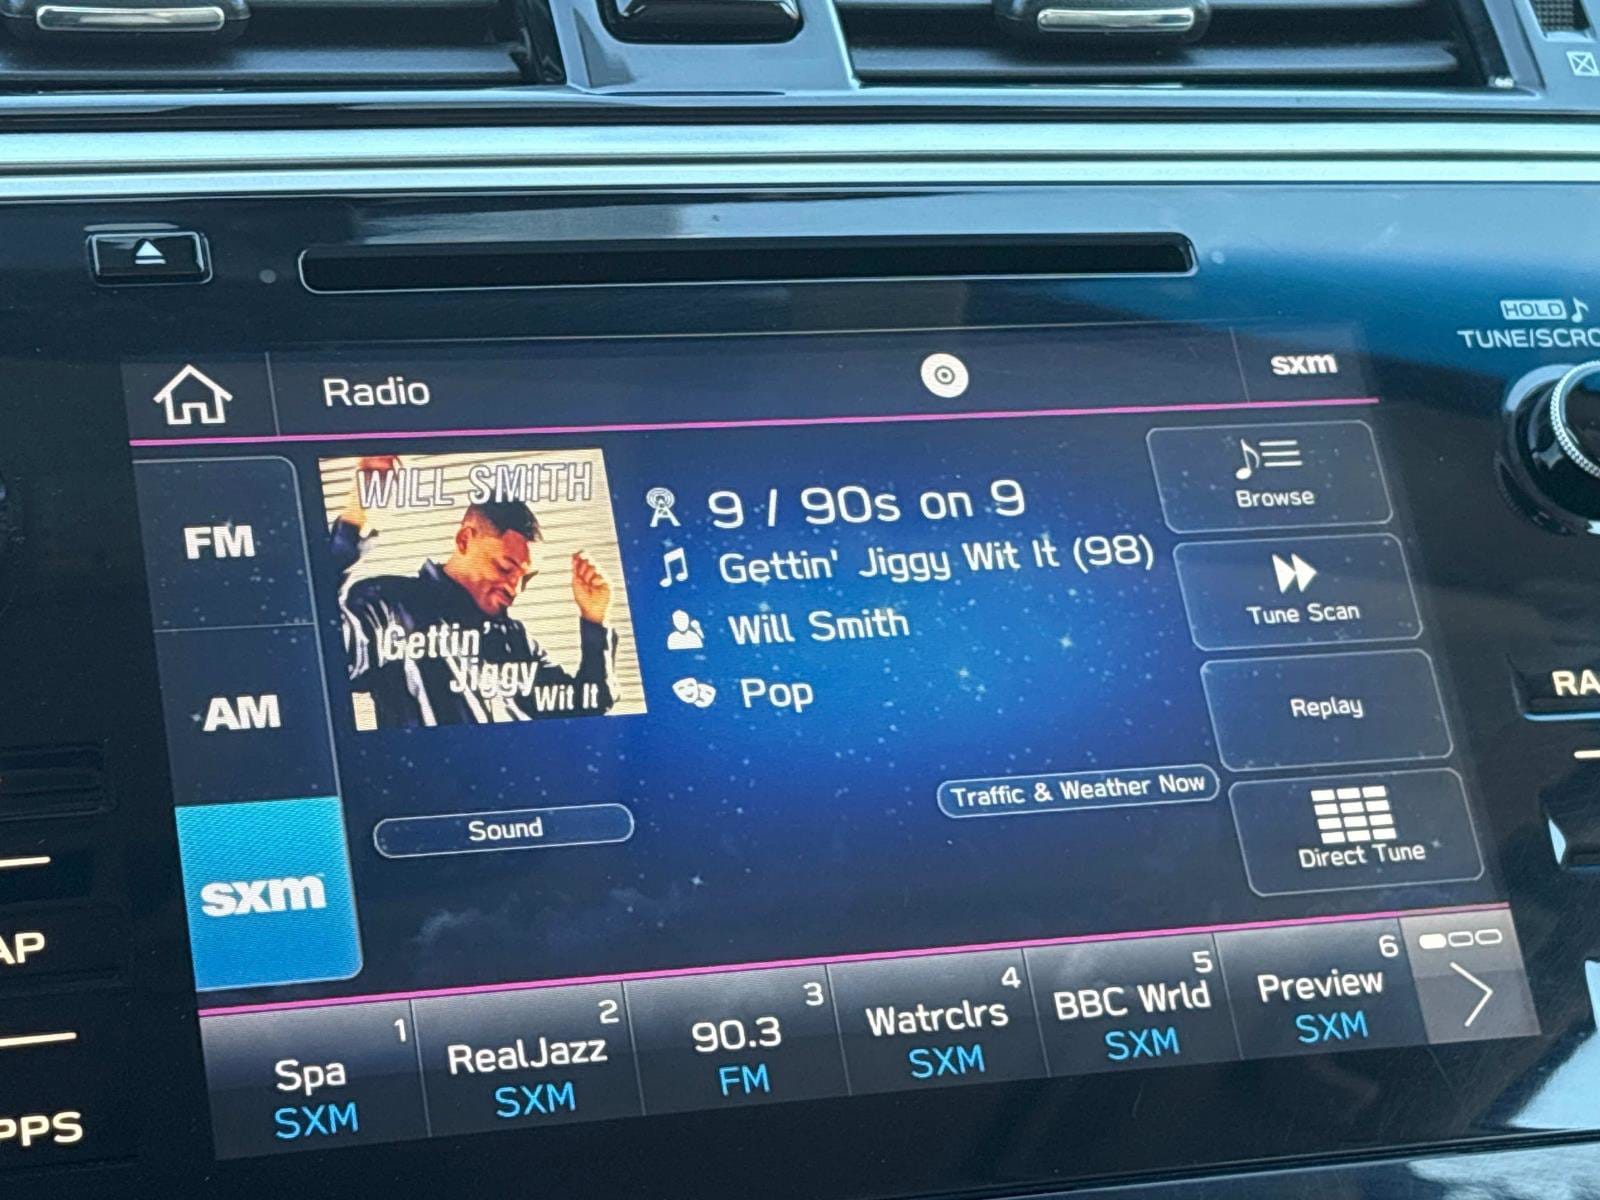 HOLD
TUNE/SCRO
Radio
sxm
FM
AM
sxm
WILL SMITH
Gettin'
Jiggy
Wit It
9 / 90s on 9
Gettin' Jiggy Wit It (98)
Will Smith
Pop
Browse
Tune Scan
Replay
Direct Tune
Sound
Traffic & Weather Now
RA
AP
PPS
1
Spa
SXM
2
RealJazz
SXM
3
90.3
FM
4
Watrclrs
SXM
5
BBC Wrld
SXM
6
Preview
SXM